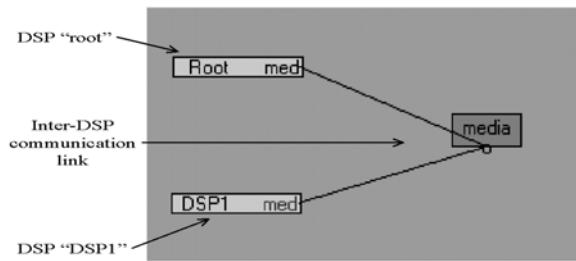 DSP “root”
Root med
Inter-DSP
communication
link
media
DSP1 med
DSP “DSP1”